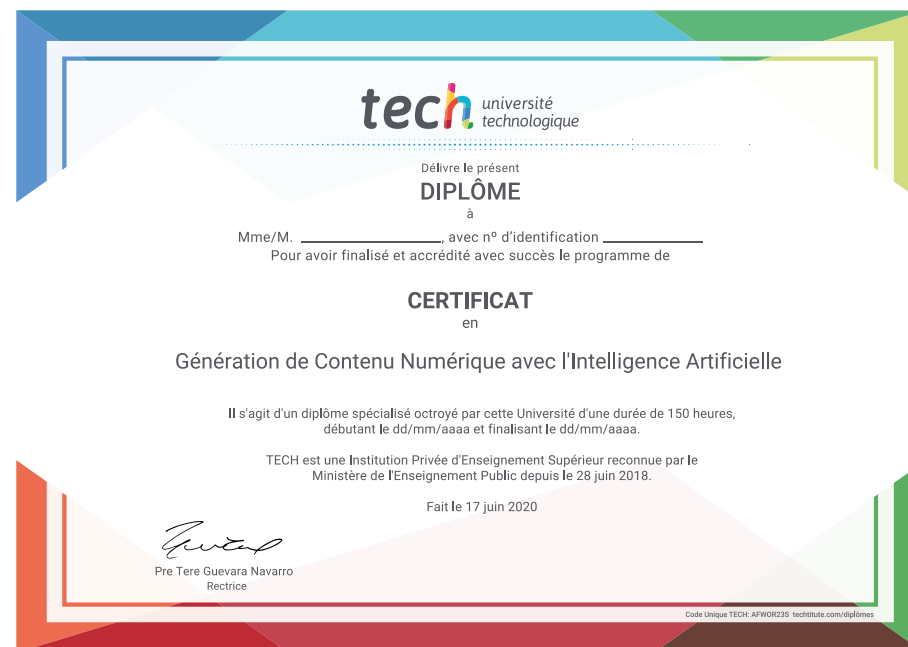 tech université
technologique
Délivre le présent
DIPLÔME
à
Mme/M. ____________________, avec nº d'identification ______________
Pour avoir finalisé et accrédité avec succès le programme de
CERTIFICAT
en
Génération de Contenu Numérique avec l'Intelligence Artificielle
Il s'agit d'un diplôme spécialisé octroyé par cette Université d'une durée de 150 heures,
débutant le dd/mm/aaaa et finalisant le dd/mm/aaaa.
TECH est une Institution Privée d'Enseignement Supérieur reconnue par le
Ministère de l'Enseignement Public depuis le 28 juin 2018.
Fait le 17 juin 2020
Pre Tere Guevara Navarro
Rectrice
Code Unique TECH: AFWOR23S techtitute.com/diplômes